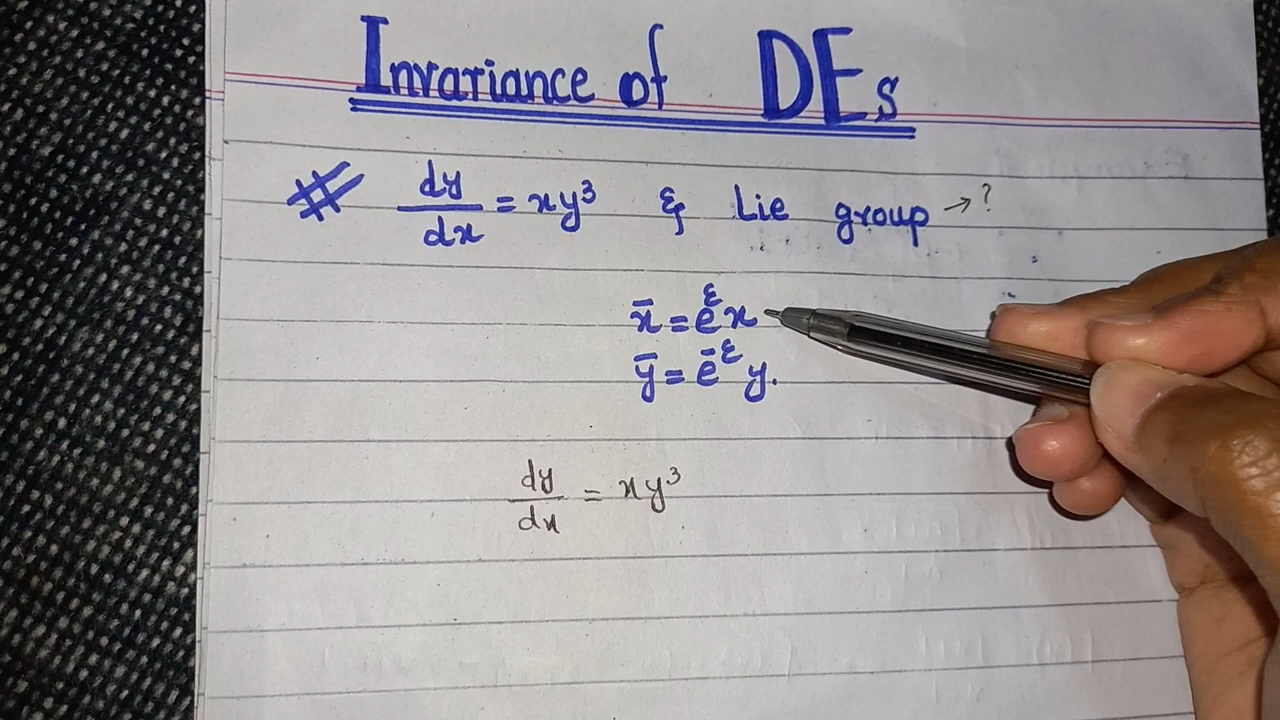 Invariance of DEs
# dy/dx = xy³ & Lie group →?
x̄ = e^ε x
ȳ = e^-ε y.
dy/dx = xy³